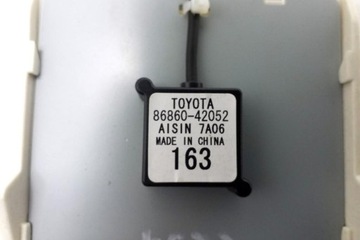 TOYOTA
86860-42052
AISIN 7A06
MADE IN CHINA
163